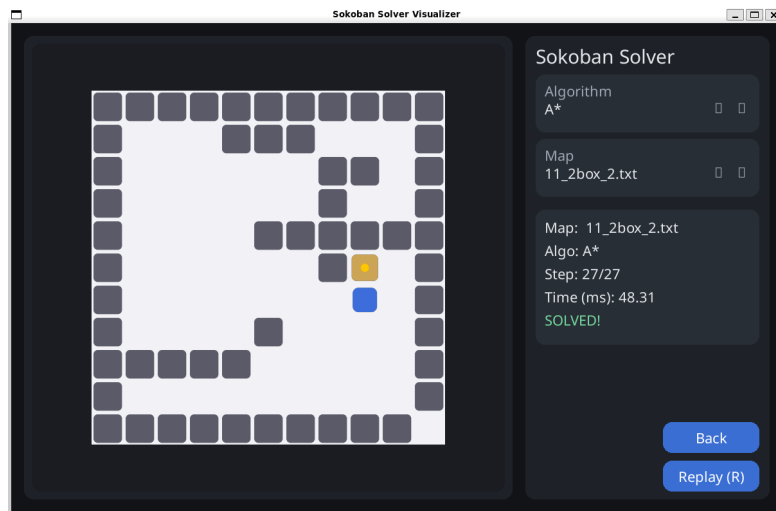 Sokoban Solver Visualizer
Sokoban Solver
Algorithm
A*
Map
11_2box_2.txt
Map: 11_2box_2.txt
Algo: A*
Step: 27/27
Time (ms): 48.31
SOLVED!
Back
Replay (R)